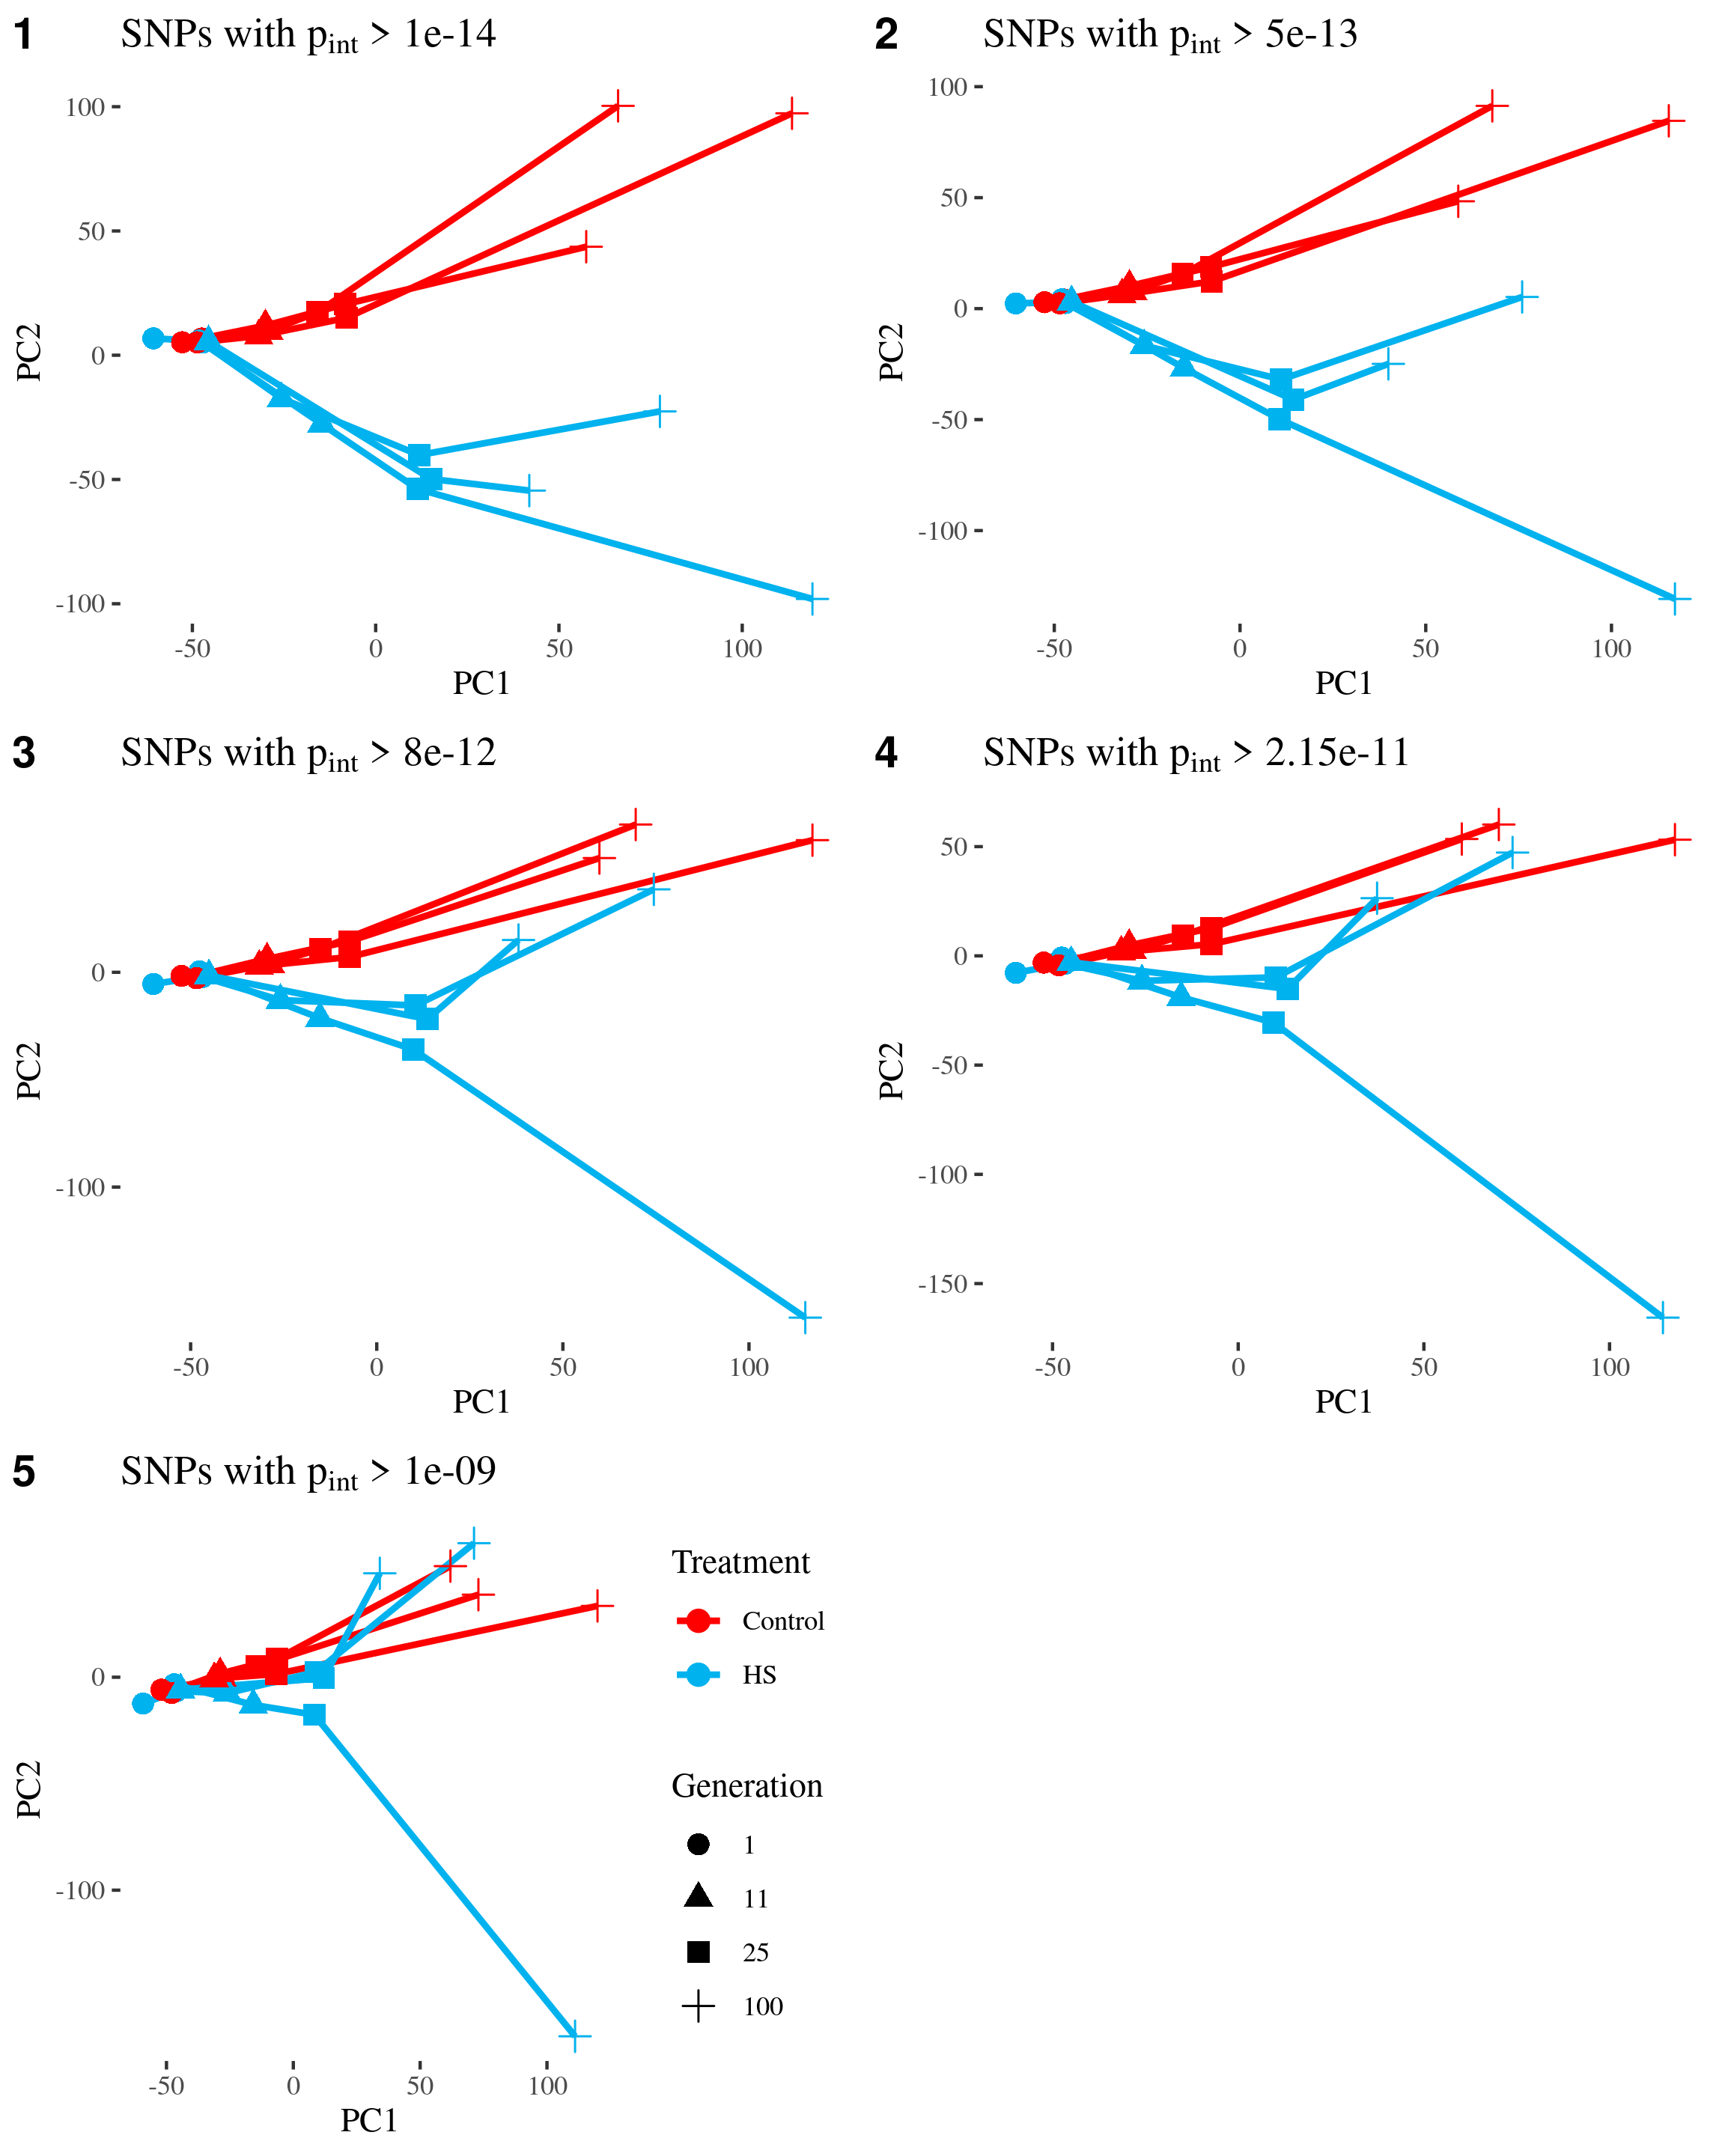 1 SNPs with pint > 1e-14
100
50
0
-50
-100
PC2
-50 0 50 100
PC1
2 SNPs with pint > 5e-13
100
50
0
-50
-100
PC2
-50 0 50 100
PC1
3 SNPs with pint > 8e-12
0
-100
PC2
-50 0 50 100
PC1
4 SNPs with pint > 2.15e-11
50
0
-50
-100
-150
PC2
-50 0 50 100
PC1
5 SNPs with pint > 1e-09
0
-100
PC2
-50 0 50 100
PC1
Treatment
Control
HS
Generation
1
11
25
100